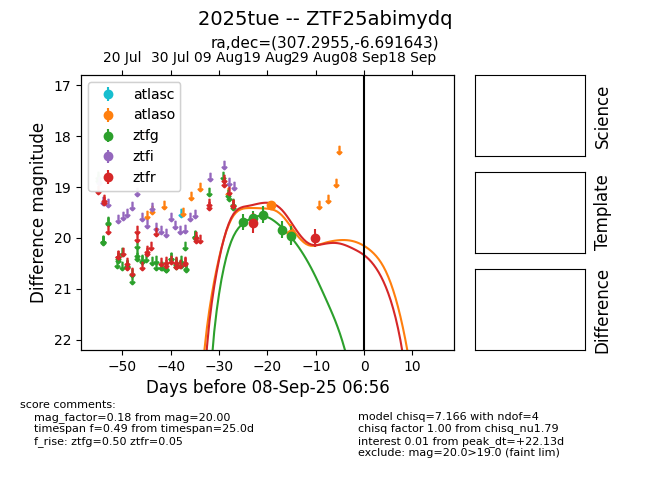 2025tue -- ZTF25abimydq
ra,dec=(307.2955,-6.691643)
20 Jul 30 Jul 09 Aug 19 Aug 29 Aug 08 Sep 18 Sep
17
18
19
20
21
22
Difference magnitude
atlasc
atlaso
ztfg
ztfi
ztfr
−50 −40 −30 −20 −10 0 10
Days before 08-Sep-25 06:56
Science
Template
Difference
score comments:
mag_factor=0.18 from mag=20.00
timespan f=0.49 from timespan=25.0d
f_rise: ztfg=0.50 ztfr=0.05
model chisq=7.166 with ndof=4
chisq factor 1.00 from chisq_nu1.79
interest 0.01 from peak_dt=+22.13d
exclude: mag=20.0>19.0 (faint lim)